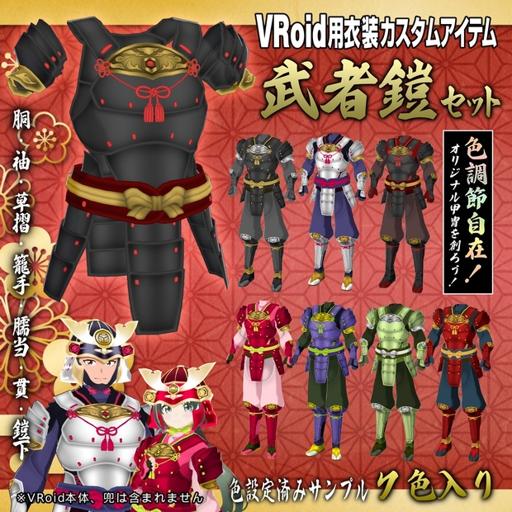 VRoid用衣装カスタムアイテム
武者鎧セット
色調節自在!
オリジナル甲冑を創ろう!
胴・袖・草摺・籠手・臑当・貫・鎧下
※VRoid本体、兜は含まれません
色設定済みサンプル7色入り